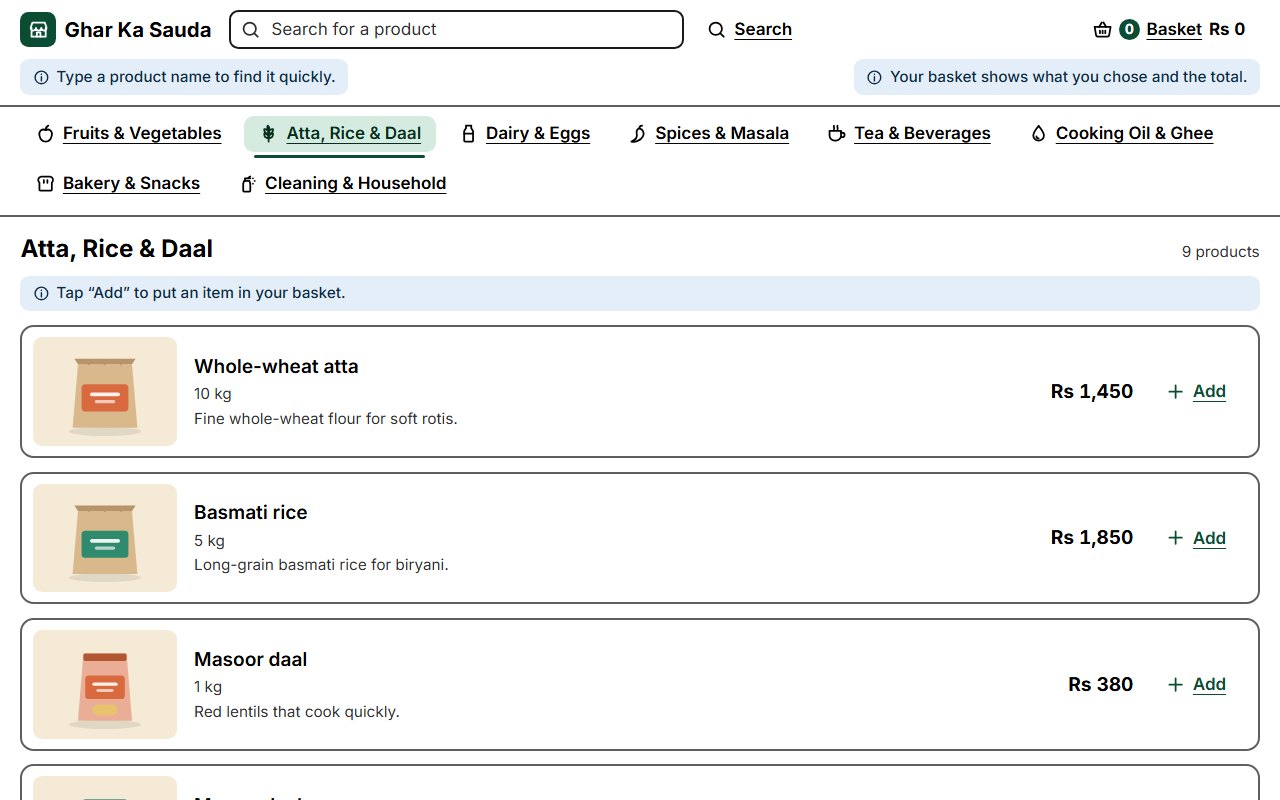 Ghar Ka Sauda
Search for a product
Search
0 Basket Rs 0
Type a product name to find it quickly.
Your basket shows what you chose and the total.
Fruits & Vegetables
Atta, Rice & Daal
Dairy & Eggs
Spices & Masala
Tea & Beverages
Cooking Oil & Ghee
Bakery & Snacks
Cleaning & Household
Atta, Rice & Daal
9 products
Tap “Add” to put an item in your basket.
Whole-wheat atta
10 kg
Fine whole-wheat flour for soft rotis.
Rs 1,450
Add
Basmati rice
5 kg
Long-grain basmati rice for biryani.
Rs 1,850
Add
Masoor daal
1 kg
Red lentils that cook quickly.
Rs 380
Add